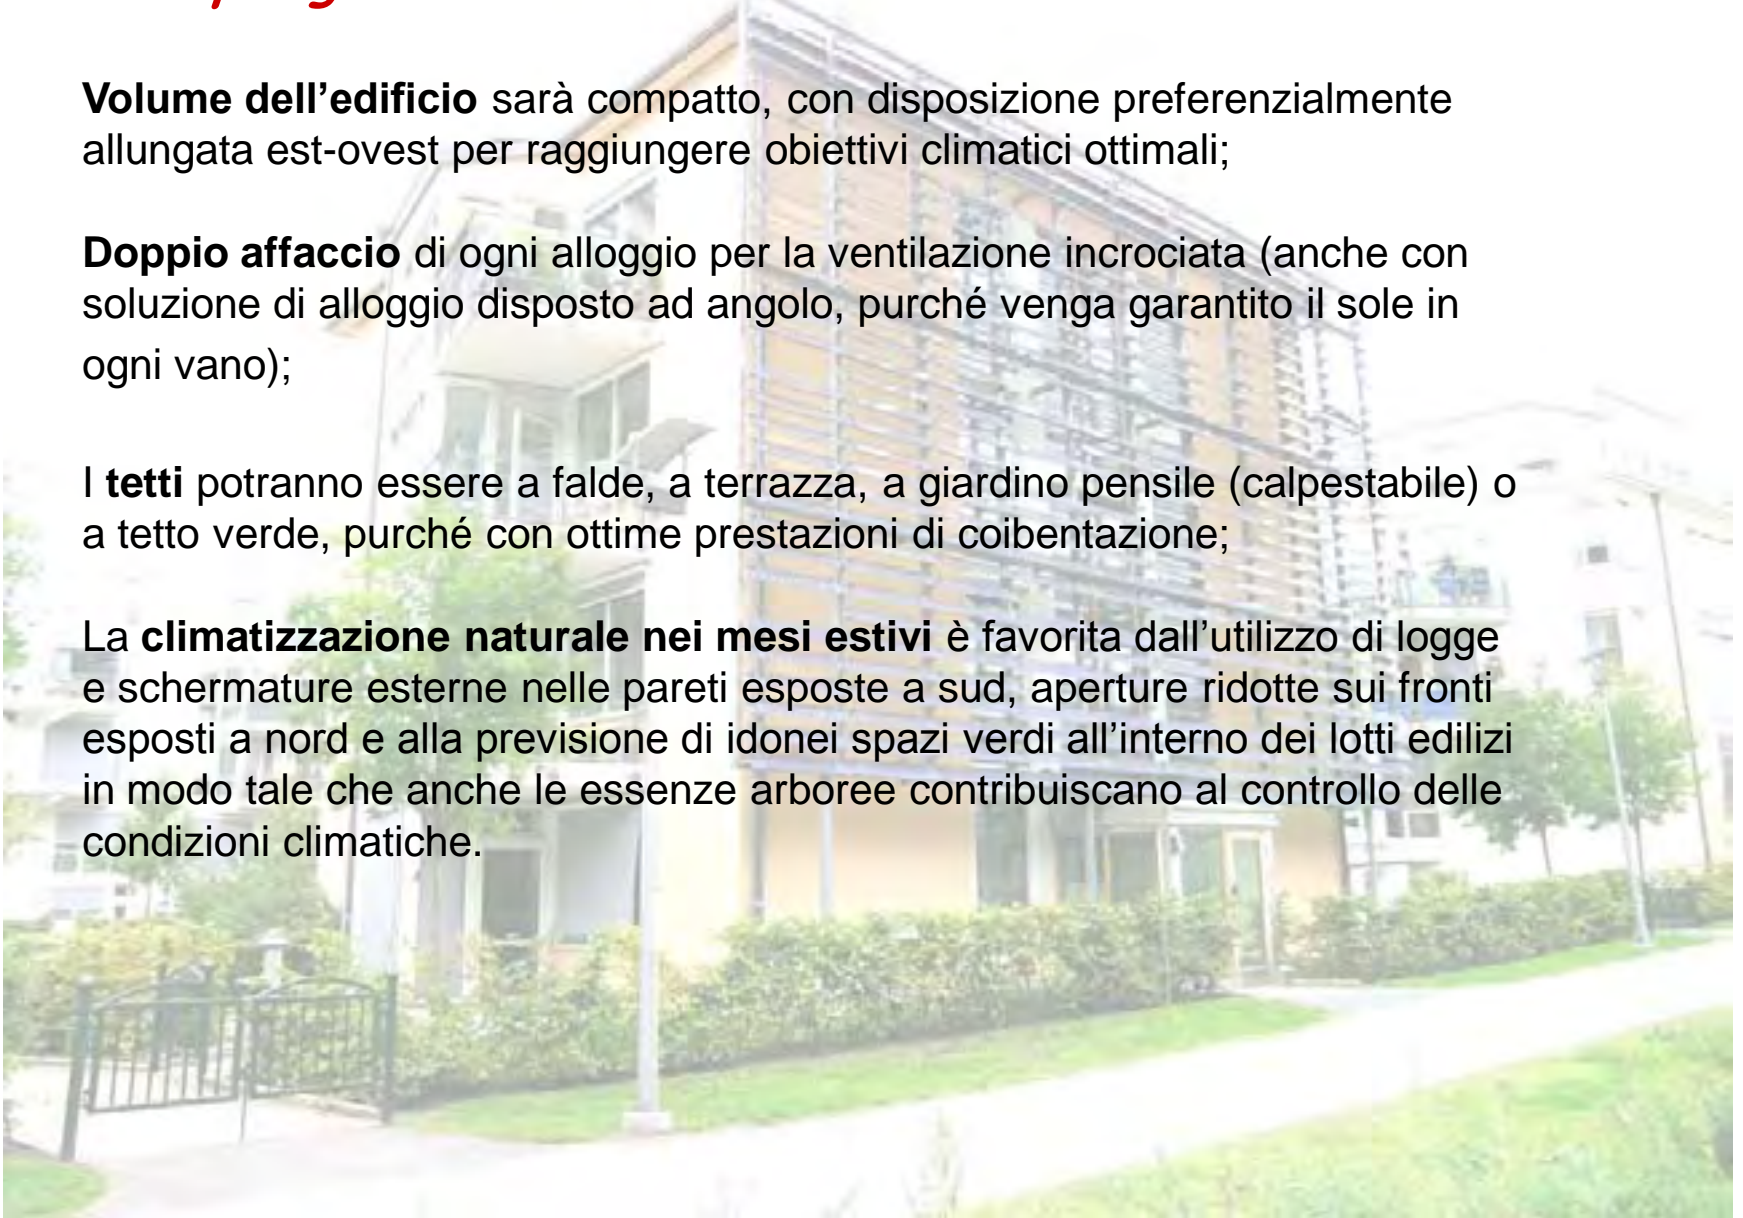 Volume dell’edificio sarà compatto, con disposizione preferenzialmente
allungata est-ovest per raggiungere obiettivi climatici ottimali;
Doppio affaccio di ogni alloggio per la ventilazione incrociata (anche con
soluzione di alloggio disposto ad angolo, purché venga garantito il sole in
ogni vano);
I tetti potranno essere a falde, a terrazza, a giardino pensile (calpestabile) o
a tetto verde, purché con ottime prestazioni di coibentazione;
La climatizzazione naturale nei mesi estivi è favorita dall’utilizzo di logge
e schermature esterne nelle pareti esposte a sud, aperture ridotte sui fronti
esposti a nord e alla previsione di idonei spazi verdi all’interno dei lotti edilizi
in modo tale che anche le essenze arboree contribuiscano al controllo delle
condizioni climatiche.